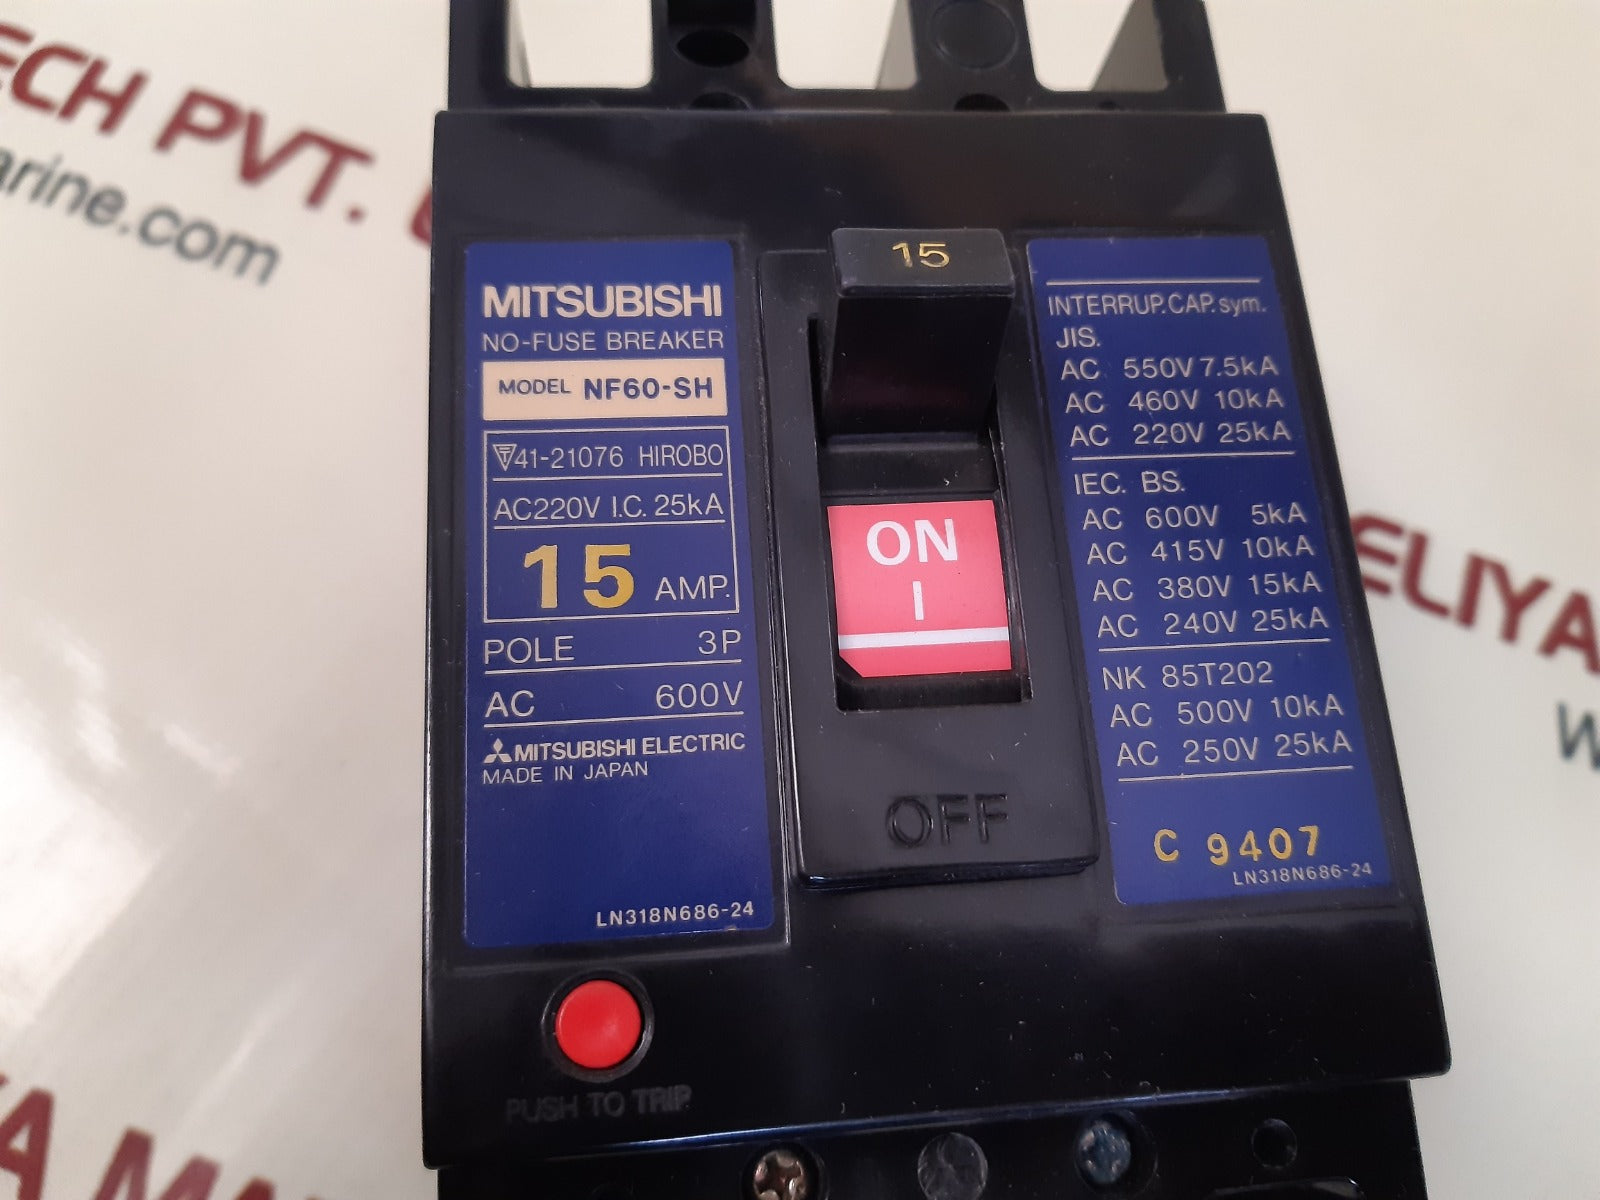 ECH PVT.
arine.com
MITSUBISHI
NO-FUSE BREAKER
MODEL NF60-SH
41-21076 HIROBO
AC220V I.C. 25kA
15 AMP.
POLE 3P
AC 600V
MITSUBISHI ELECTRIC
MADE IN JAPAN
LN318N686-24
PUSH TO TRIP
15
ON
I
OFF
INTERRUP.CAP.sym.
JIS.
AC 550V 7.5kA
AC 460V 10kA
AC 220V 25kA
IEC. BS.
AC 600V 5kA
AC 415V 10kA
AC 380V 15kA
AC 240V 25kA
NK 85T202
AC 500V 10kA
AC 250V 25kA
C 9407
LN318N686-24
ELIYA